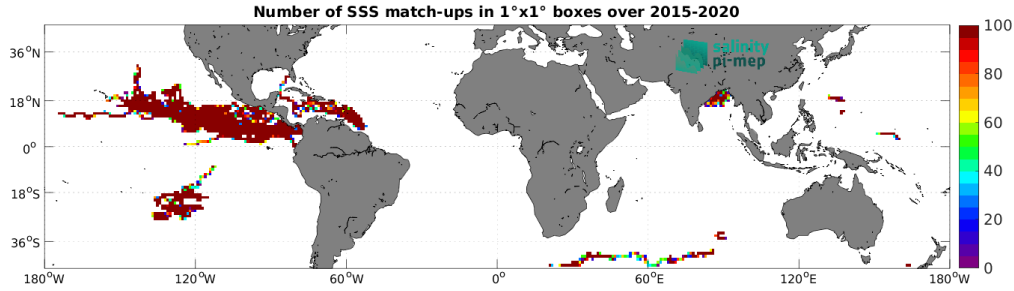 Number of SSS match-ups in 1°x1° boxes over 2015-2020
salinity
pi-mep
36°N
18°N
0°
18°S
36°S
180°W
120°W
60°W
0°
60°E
120°E
180°W
100
80
60
40
20
0